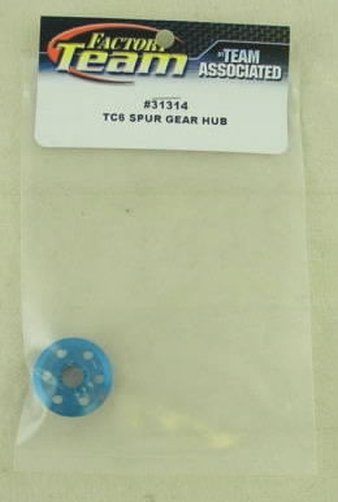 FACTORY
Team
BY TEAM
ASSOCIATED
#31314
TC6 SPUR GEAR HUB